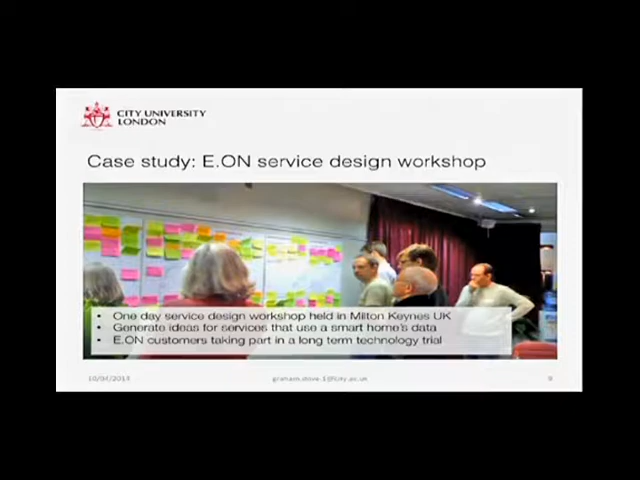 CITY UNIVERSITY
LONDON
Case study: E.ON service design workshop
• One day service design workshop held in Milton Keynes UK
• Generate ideas for services that use a smart home's data
• E.ON customers taking part in a long term technology trial
9